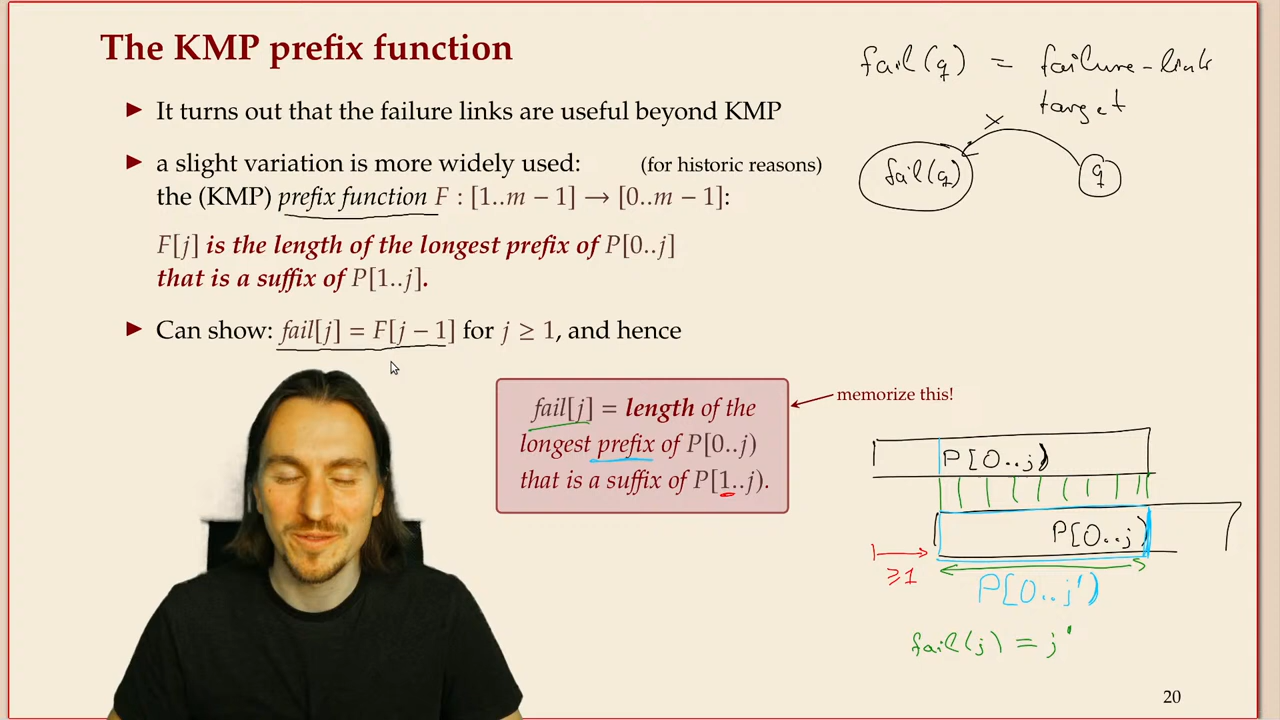 The KMP prefix function
▶ It turns out that the failure links are useful beyond KMP
▶ a slight variation is more widely used: (for historic reasons)
the (KMP) prefix function F : [1..m − 1] → [0..m − 1]:
F[j] is the length of the longest prefix of P[0..j]
that is a suffix of P[1..j].
▶ Can show: fail[j] = F[j − 1] for j ≥ 1, and hence
fail[j] = length of the
longest prefix of P[0..j)
that is a suffix of P[1..j).
memorize this!
fail(q) = failure-link
target
x
fail(q)
q
P[0..j)
P[0..j)
≥1
P[0..j')
fail(j) = j'
20